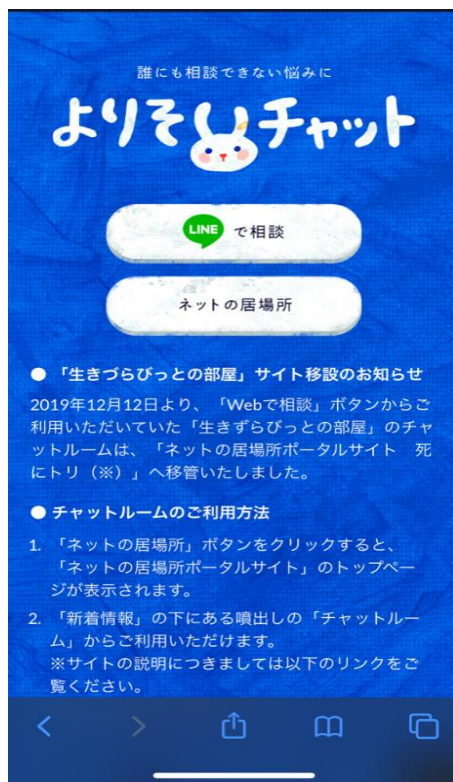 誰にも相談できない悩みに
よりそいチャット
LINE で相談
ネットの居場所
● 「生きづらびっとの部屋」サイト移設のお知らせ
2019年12月12日より、「Webで相談」ボタンからご
利用いただいていた「生きずらびっとの部屋」のチャ
ットルームは、「ネットの居場所ポータルサイト　死
にトリ（※）」へ移管いたしました。
● チャットルームのご利用方法
1. 「ネットの居場所」ボタンをクリックすると、
「ネットの居場所ポータルサイト」のトップペー
ジが表示されます。
2. 「新着情報」の下にある噴出しの「チャットルー
ム」からご利用いただけます。
※サイトの説明につきましては以下のリンクをご
覧ください。